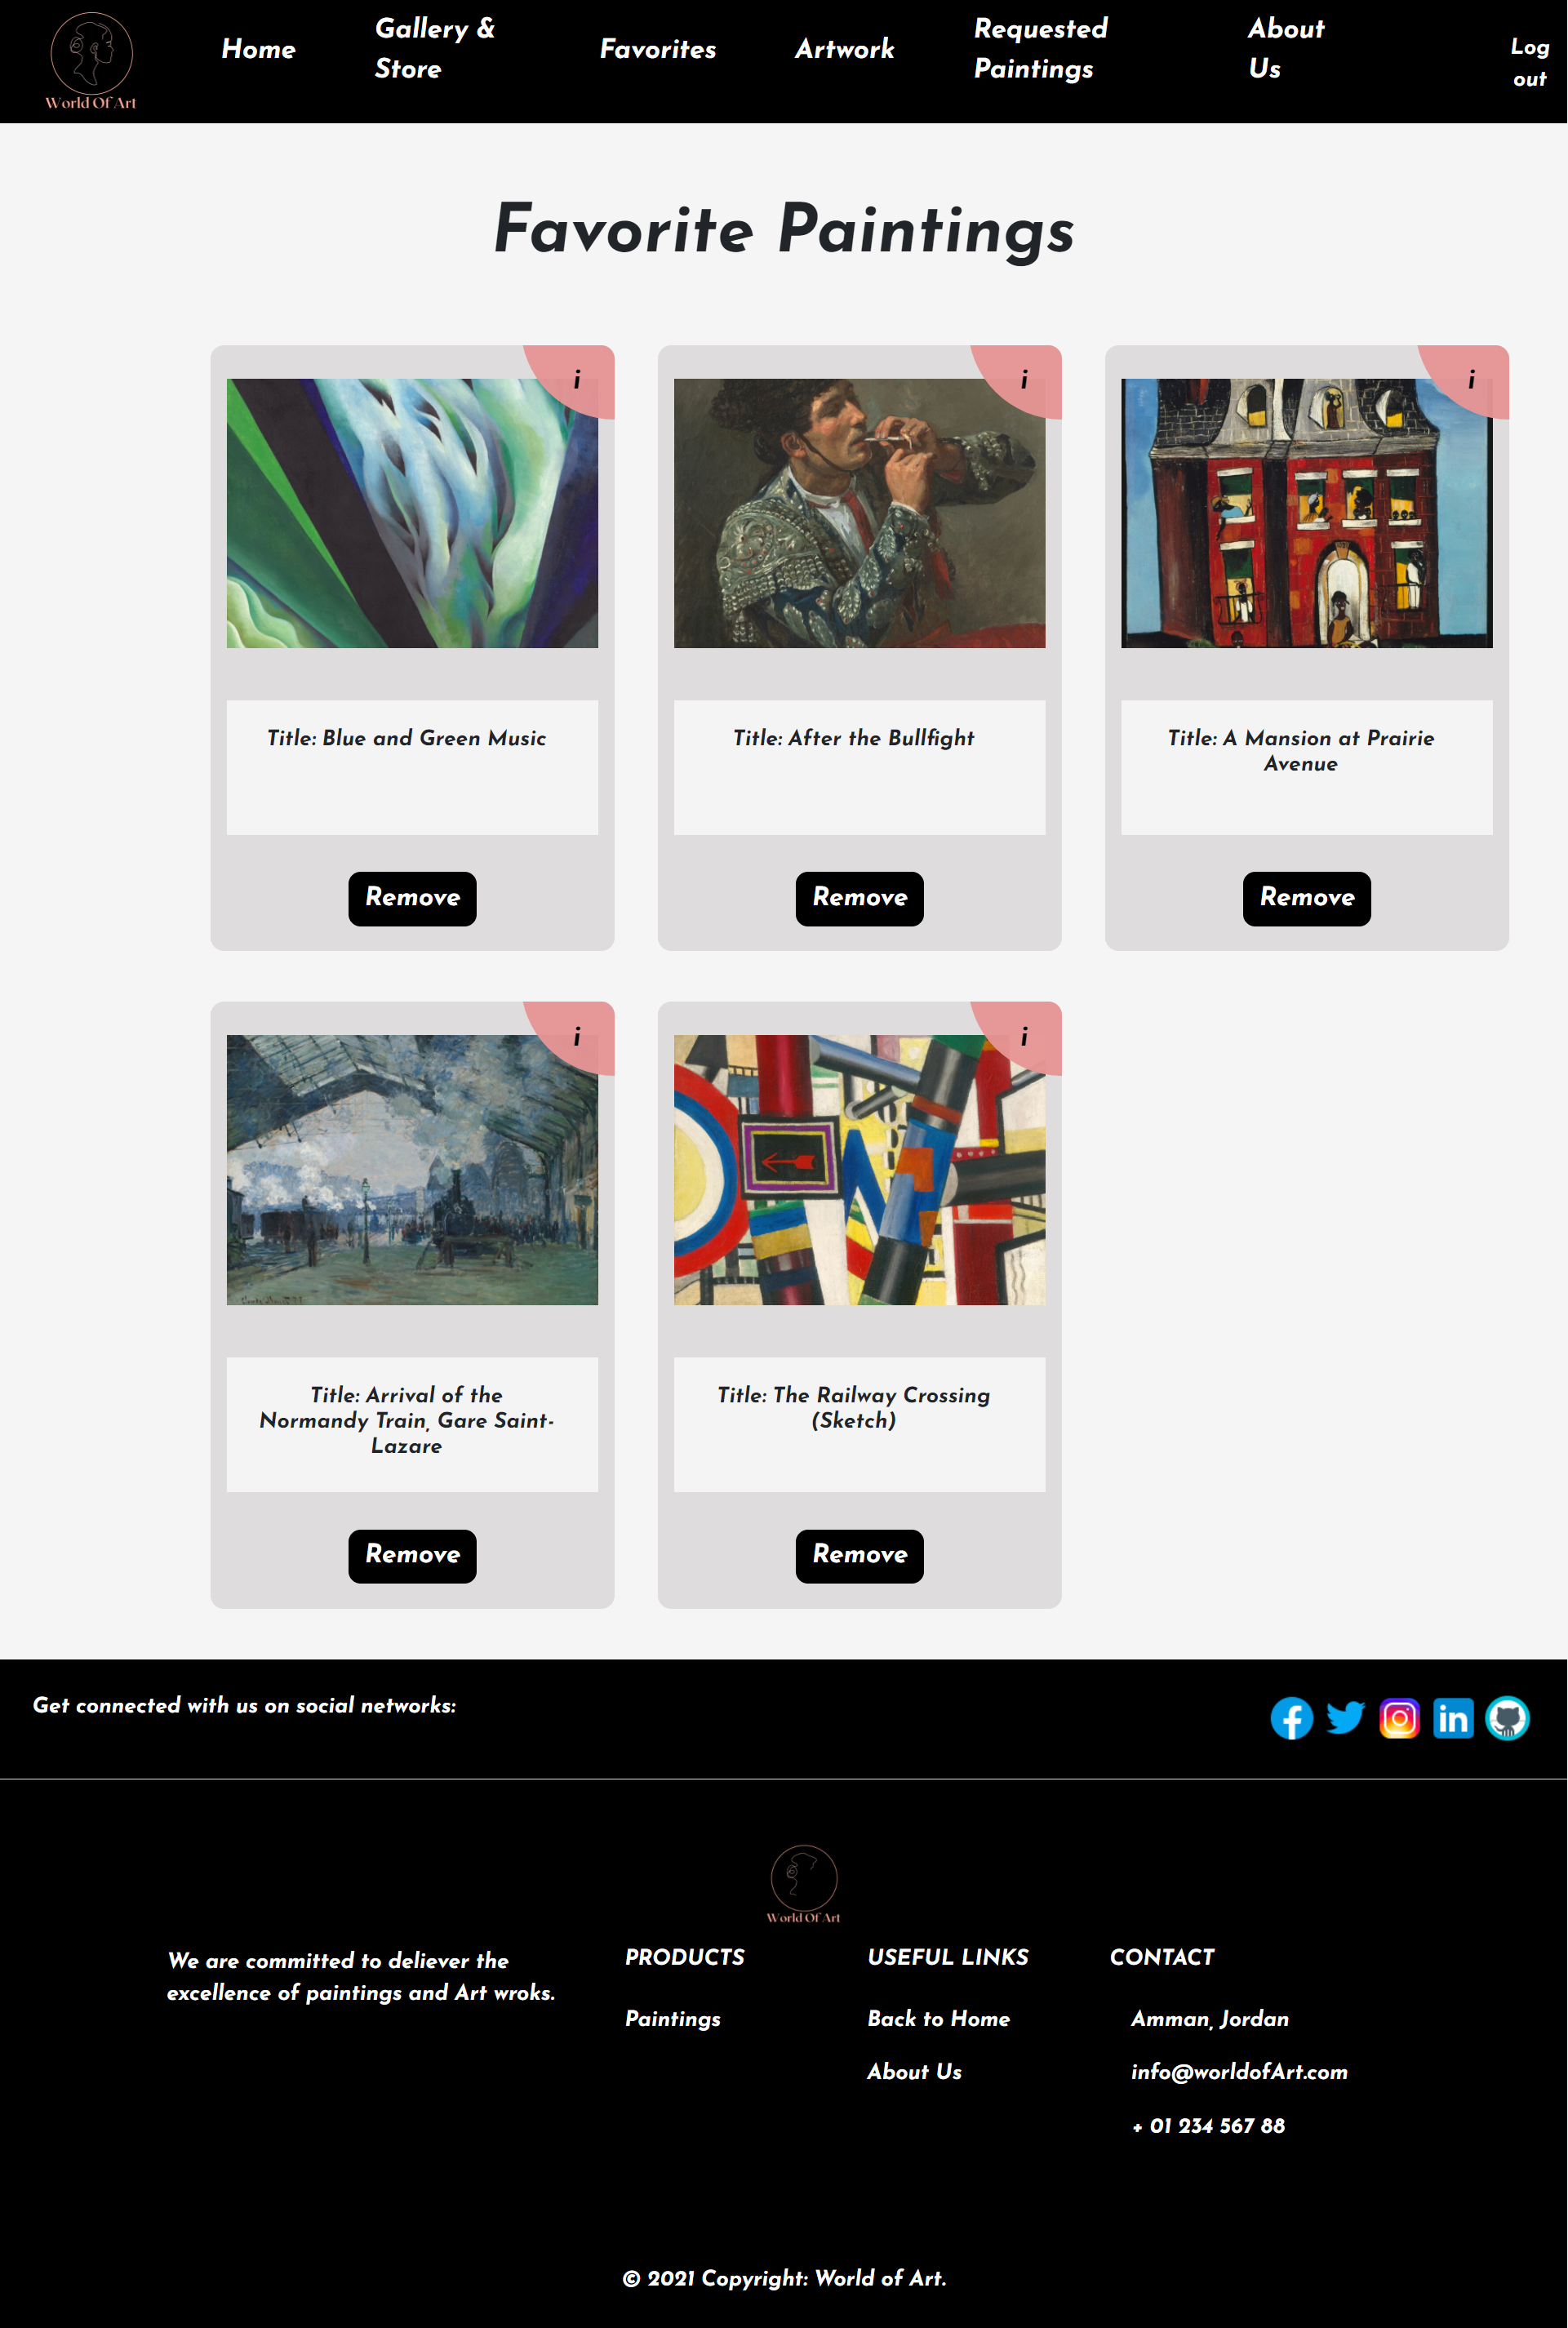 World Of Art
Home
Gallery &
Store
Favorites
Artwork
Requested
Paintings
About
Us
Log
out
Favorite Paintings
i
i
i
Title: Blue and Green Music
Title: After the Bullfight
Title: A Mansion at Prairie
Avenue
Remove
Remove
Remove
i
i
Title: Arrival of the
Normandy Train, Gare Saint-
Lazare
Title: The Railway Crossing
(Sketch)
Remove
Remove
Get connected with us on social networks:
f
in
World Of Art
We are committed to deliever the
excellence of paintings and Art wroks.
PRODUCTS
Paintings
USEFUL LINKS
Back to Home
About Us
CONTACT
Amman, Jordan
info@worldofArt.com
+ 01 234 567 88
© 2021 Copyright: World of Art.